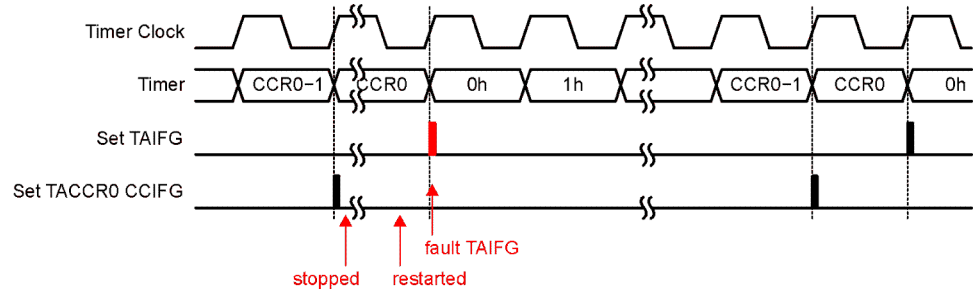 Timer Clock
Timer CCR0−1 CCR0 0h 1h CCR0−1 CCR0 0h
Set TAIFG
Set TACCR0 CCIFG
fault TAIFG
stopped restarted